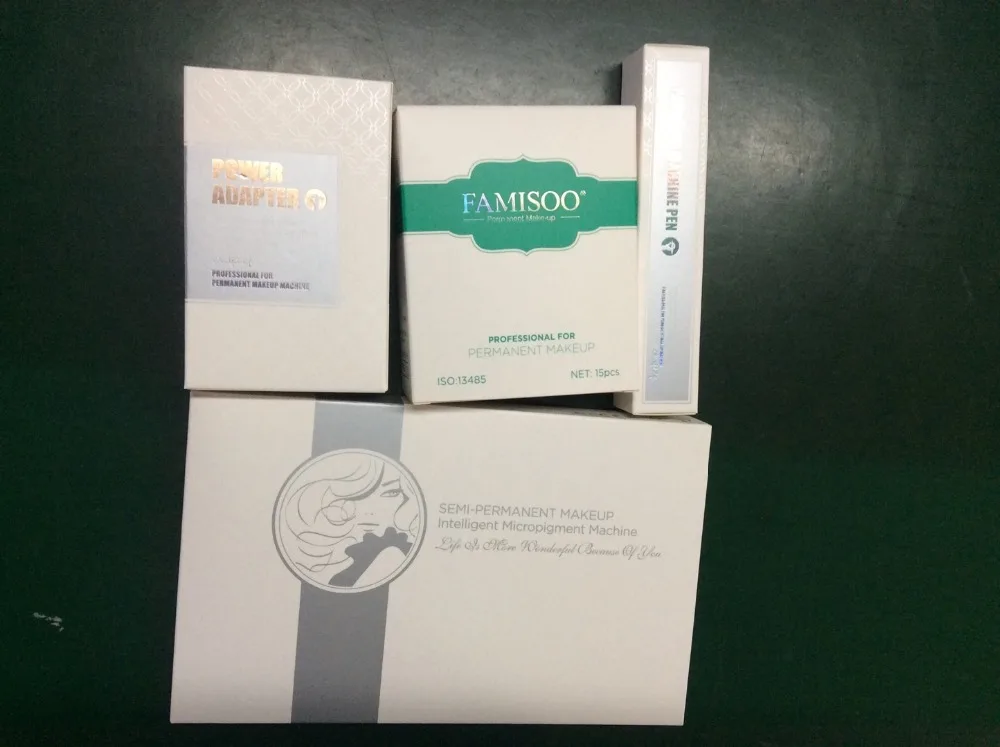 POWER
ADAPTER
PROFESSIONAL FOR
PERMANENT MAKEUP MACHINE
FAMISOO®
Permanent Make-up
PROFESSIONAL FOR
PERMANENT MAKEUP
ISO:13485
NET: 15pcs
PEN
SEMI-PERMANENT MAKEUP
Intelligent Micropigment Machine
Life Is More Wonderful Because Of You